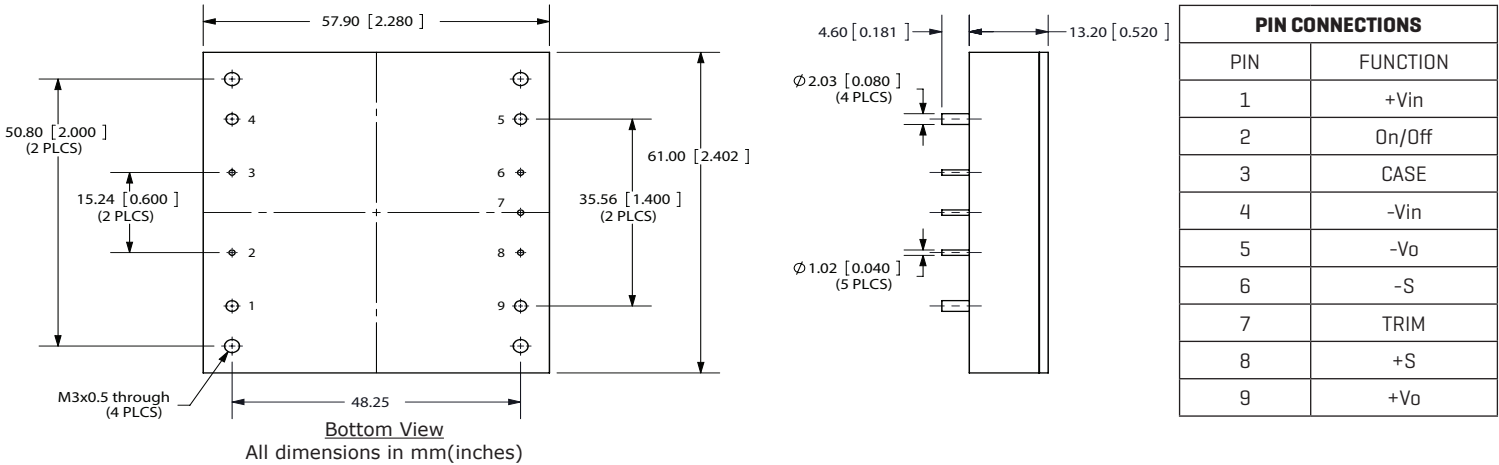 57.90 [2.280]
50.80 [2.000]
(2 PLCS)
15.24 [0.600]
(2 PLCS)
4
3
2
1
5
6
7
8
9
35.56 [1.400]
(2 PLCS)
61.00 [2.402]
M3x0.5 through
(4 PLCS)
48.25
Bottom View
All dimensions in mm(inches)
4.60 [0.181]
13.20 [0.520]
Ø2.03 [0.080]
(4 PLCS)
Ø1.02 [0.040]
(5 PLCS)
PIN CONNECTIONS
PIN FUNCTION
1 +Vin
2 On/Off
3 CASE
4 -Vin
5 -Vo
6 -S
7 TRIM
8 +S
9 +Vo